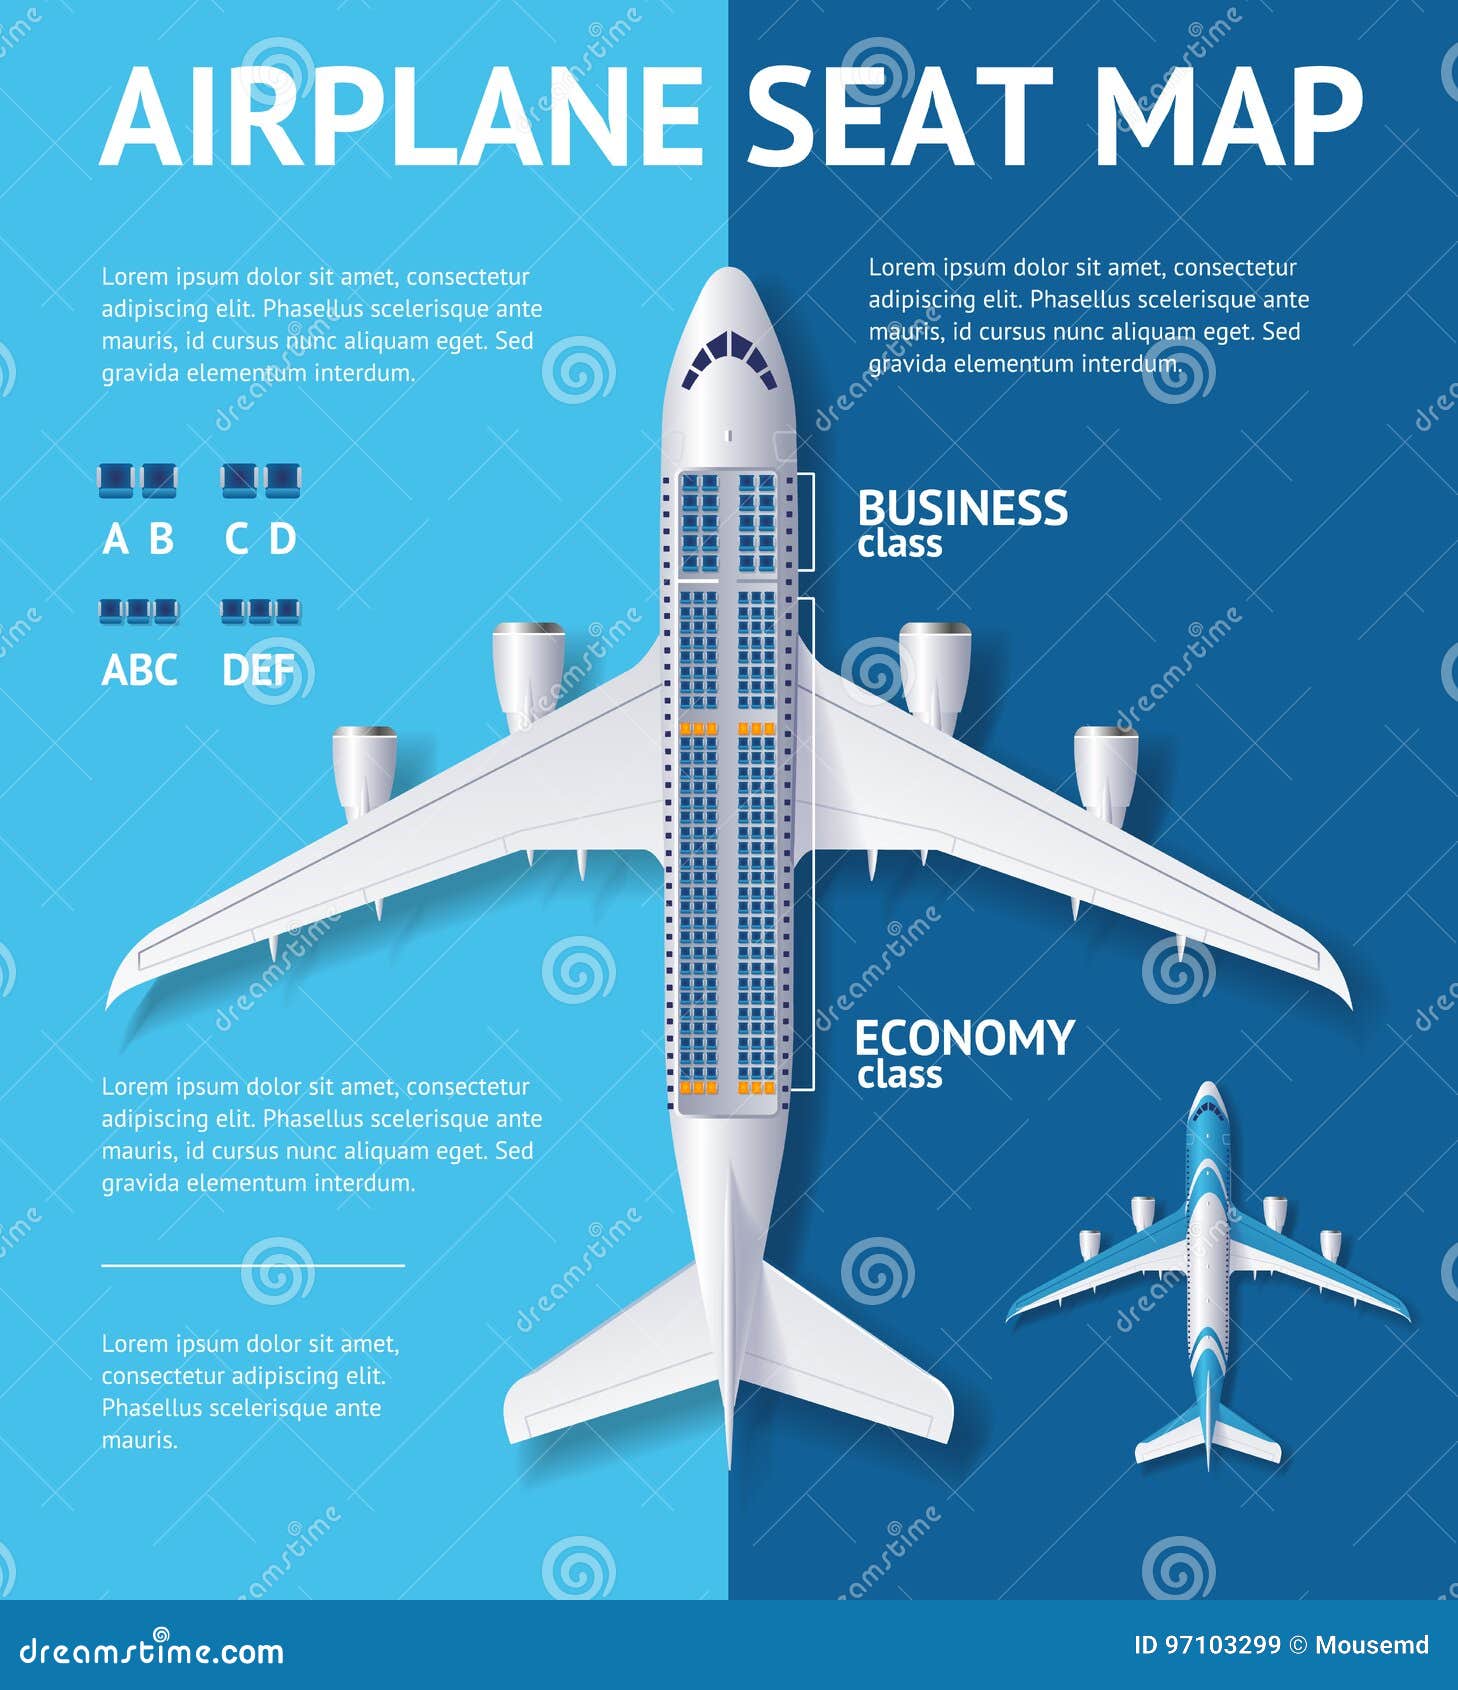 AIRPLANE SEAT MAP
Lorem ipsum dolor sit amet, consectetur
adipiscing elit. Phasellus scelerisque ante
mauris, id cursus nunc aliquam eget. Sed
gravida elementum interdum.
Lorem ipsum dolor sit amet, consectetur
adipiscing elit. Phasellus scelerisque ante
mauris, id cursus nunc aliquam eget. Sed
gravida elementum interdum.
A B C D
ABC DEF
BUSINESS
class
ECONOMY
class
Lorem ipsum dolor sit amet, consectetur
adipiscing elit. Phasellus scelerisque ante
mauris, id cursus nunc aliquam eget. Sed
gravida elementum interdum.
Lorem ipsum dolor sit amet,
consectetur adipiscing elit.
Phasellus scelerisque ante
mauris.
dreamstime.com
ID 97103299 © Mousemd